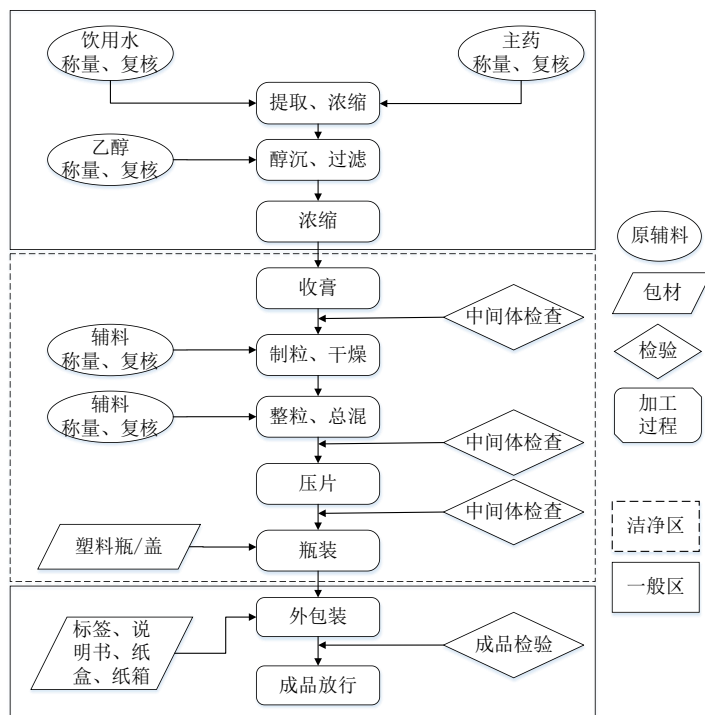 饮用水
称量、复核
主药
称量、复核
提取、浓缩
乙醇
称量、复核
醇沉、过滤
浓缩
收膏
中间体检查
辅料
称量、复核
制粒、干燥
辅料
称量、复核
整粒、总混
中间体检查
压片
中间体检查
塑料瓶/盖
瓶装
标签、说
明书、纸
盒、纸箱
外包装
成品检验
成品放行
原辅料
包材
检验
加工
过程
洁净区
一般区